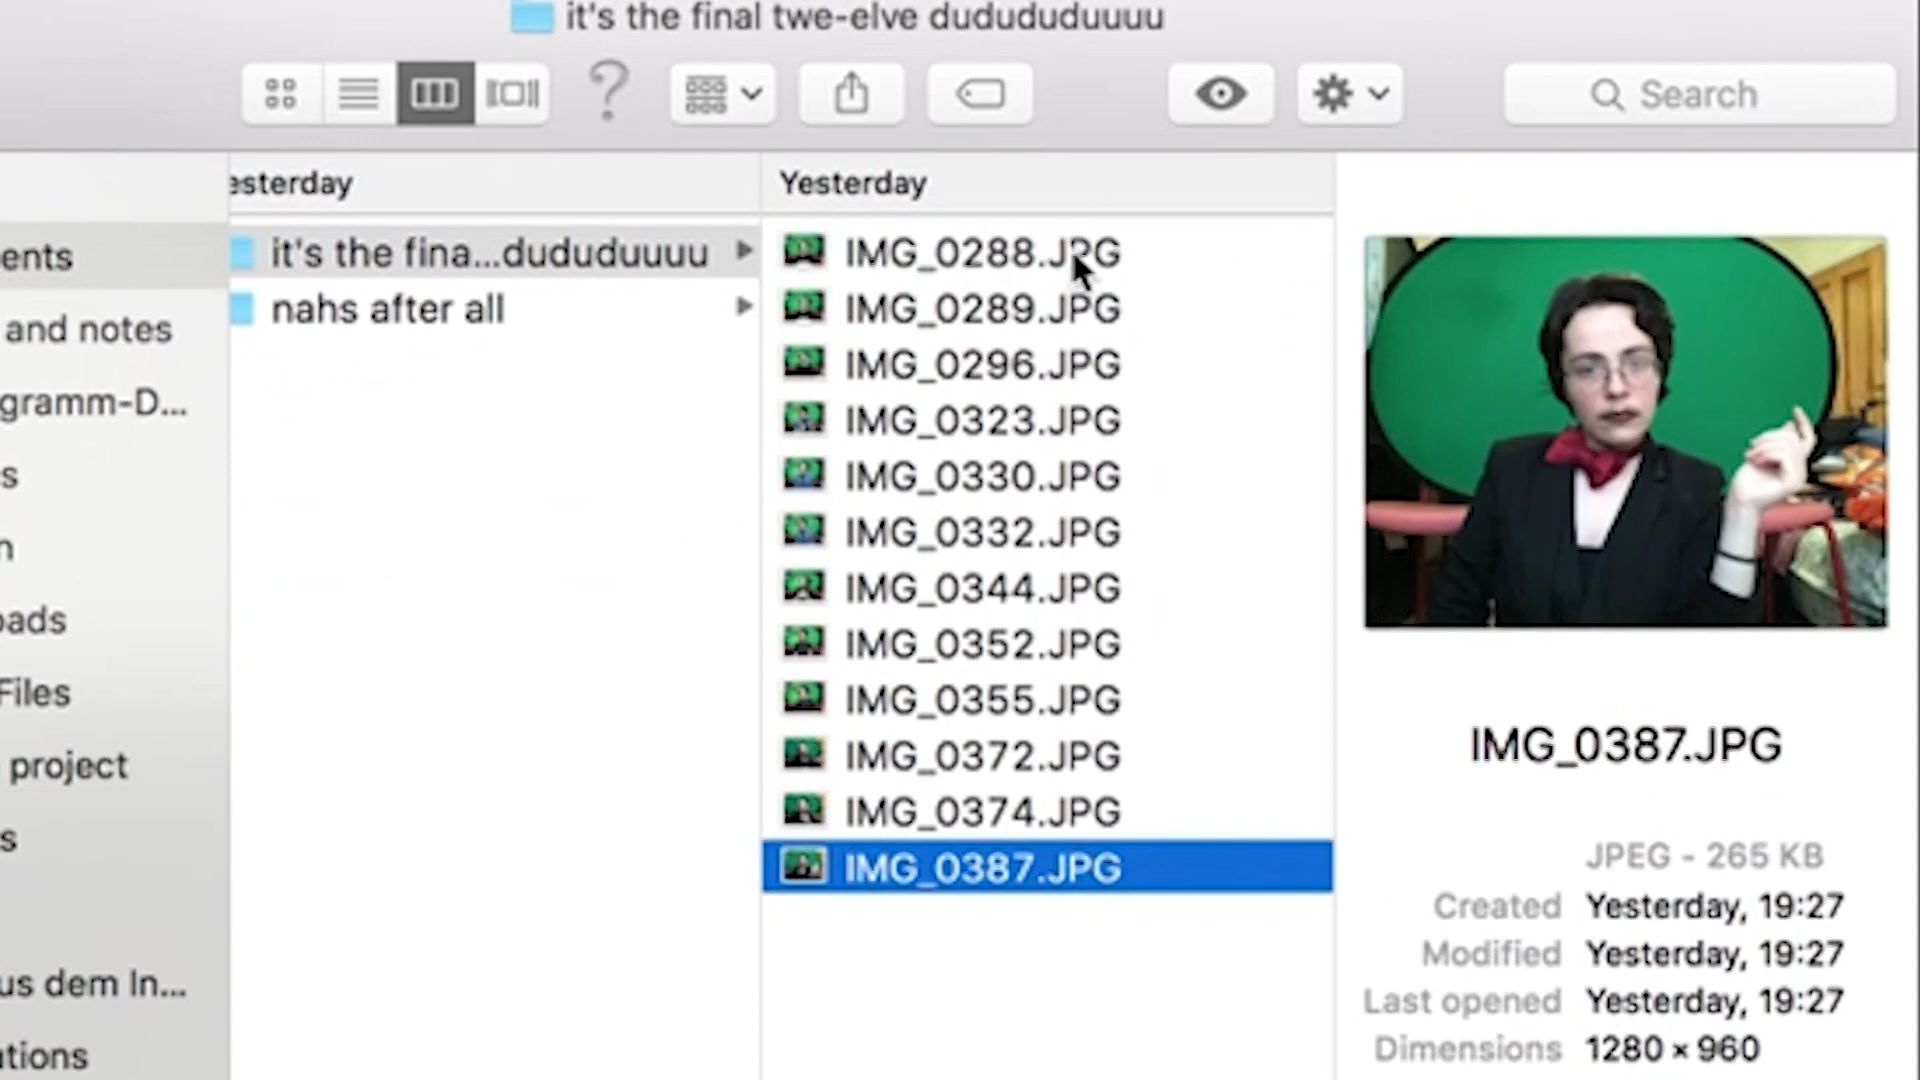 it's the final twe-elve dudududuuuu
Search
esterday
Yesterday
ents
and notes
gramm-D...
s
n
oads
Files
project
s
us dem In...
ations
it's the fina...dududuuuu
nahs after all
IMG_0288.JPG
IMG_0289.JPG
IMG_0296.JPG
IMG_0323.JPG
IMG_0330.JPG
IMG_0332.JPG
IMG_0344.JPG
IMG_0352.JPG
IMG_0355.JPG
IMG_0372.JPG
IMG_0374.JPG
IMG_0387.JPG
IMG_0387.JPG
JPEG - 265 KB
Created Yesterday, 19:27
Modified Yesterday, 19:27
Last opened Yesterday, 19:27
Dimensions 1280 × 960